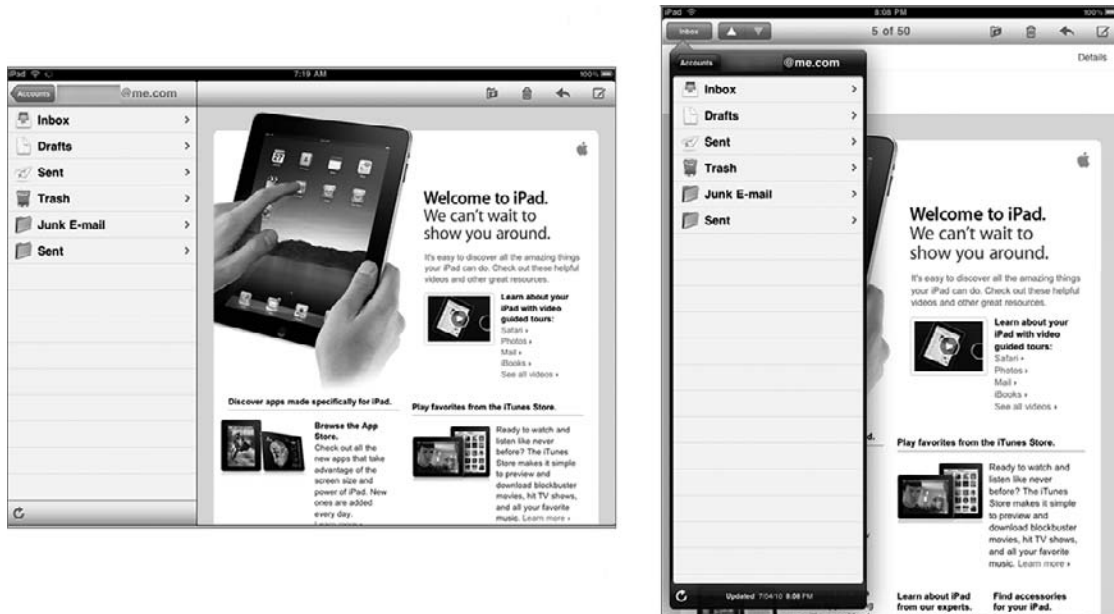 iPad
7:19 AM
100%
Accounts
@me.com
Inbox
Drafts
Sent
Trash
Junk E-mail
Sent
Welcome to iPad.
We can't wait to
show you around.
It's easy to discover all the amazing things
your iPad can do. Check out these helpful
videos and other great resources.
Learn about your
iPad with video
guided tours:
Safari ›
Photos ›
Mail ›
iBooks ›
See all videos ›
Discover apps made specifically for iPad.
Browse the App
Store.
Check out all the
new apps that take
advantage of the
screen size and
power of iPad. New
ones are added
every day.
Learn more ›
Play favorites from the iTunes Store.
Ready to watch and
listen like never
before? The iTunes
Store makes it simple
to preview and
download blockbuster
movies, hit TV shows,
and all your favorite
music. Learn more ›
iPad
8:08 PM
100%
Inbox
5 of 50
Details
Accounts
@me.com
Inbox
Drafts
Sent
Trash
Junk E-mail
Sent
Updated 7/04/10 8:08 PM
Welcome to iPad.
We can't wait to
show you around.
It's easy to discover all the amazing things
your iPad can do. Check out these helpful
videos and other great resources.
Learn about your
iPad with video
guided tours:
Safari ›
Photos ›
Mail ›
iBooks ›
See all videos ›
d.
Play favorites from the iTunes Store.
Ready to watch and
listen like never
before? The iTunes
Store makes it simple
to preview and
download blockbuster
movies, hit TV shows,
and all your favorite
music. Learn more ›
Learn about iPad
from our experts.
Find accessories
for your iPad.